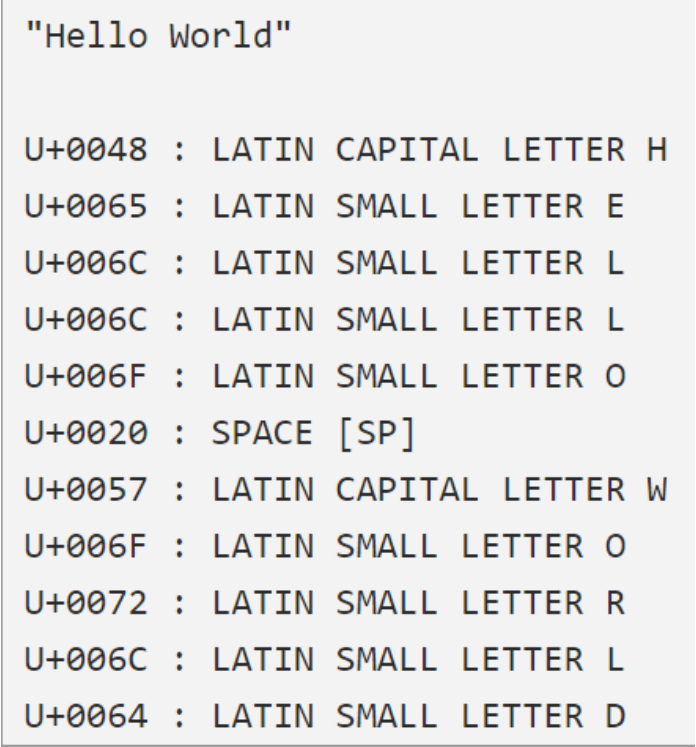 "Hello World"
U+0048 : LATIN CAPITAL LETTER H
U+0065 : LATIN SMALL LETTER E
U+006C : LATIN SMALL LETTER L
U+006C : LATIN SMALL LETTER L
U+006F : LATIN SMALL LETTER O
U+0020 : SPACE [SP]
U+0057 : LATIN CAPITAL LETTER W
U+006F : LATIN SMALL LETTER O
U+0072 : LATIN SMALL LETTER R
U+006C : LATIN SMALL LETTER L
U+0064 : LATIN SMALL LETTER D